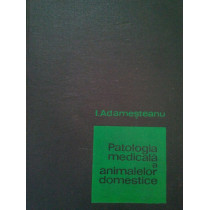 I.Adameşteanu
Patologia
medicală
a
animalelor
domestice